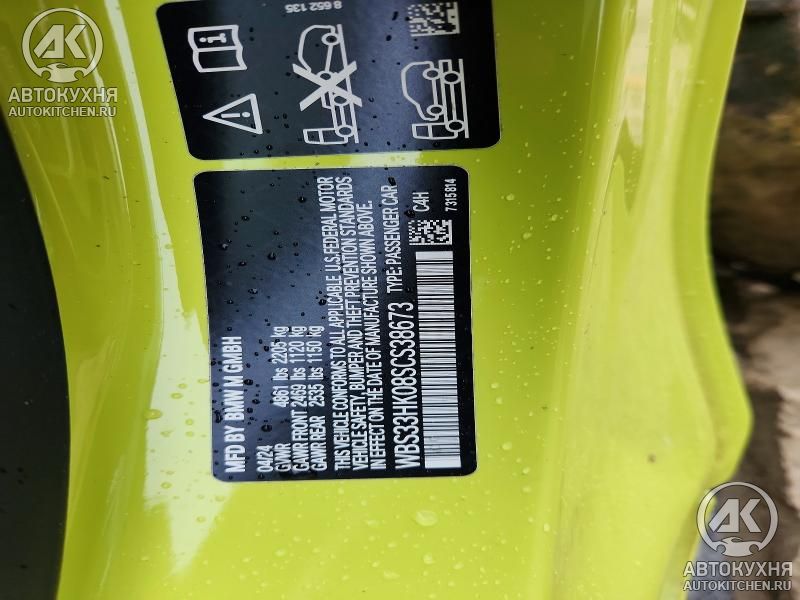 AK
АВТОКУХНЯ
AUTOKITCHEN.RU
8 652 135
MFD BY BMW M GMBH
04/24
GVWR 4861 lbs 2205 kg
GAWR FRONT 2469 lbs 1120 kg
GAWR REAR 2535 lbs 1150 kg
THIS VEHICLE CONFORMS TO ALL APPLICABLE U.S.FEDERAL MOTOR
VEHICLE SAFETY, BUMPER AND THEFT PREVENTION STANDARDS
IN EFFECT ON THE DATE OF MANUFACTURE SHOWN ABOVE.
WBS33HK08SCS38673 TYPE: PASSENGER CAR
C4H
7315814
AK
АВТОКУХНЯ
AUTOKITCHEN.RU